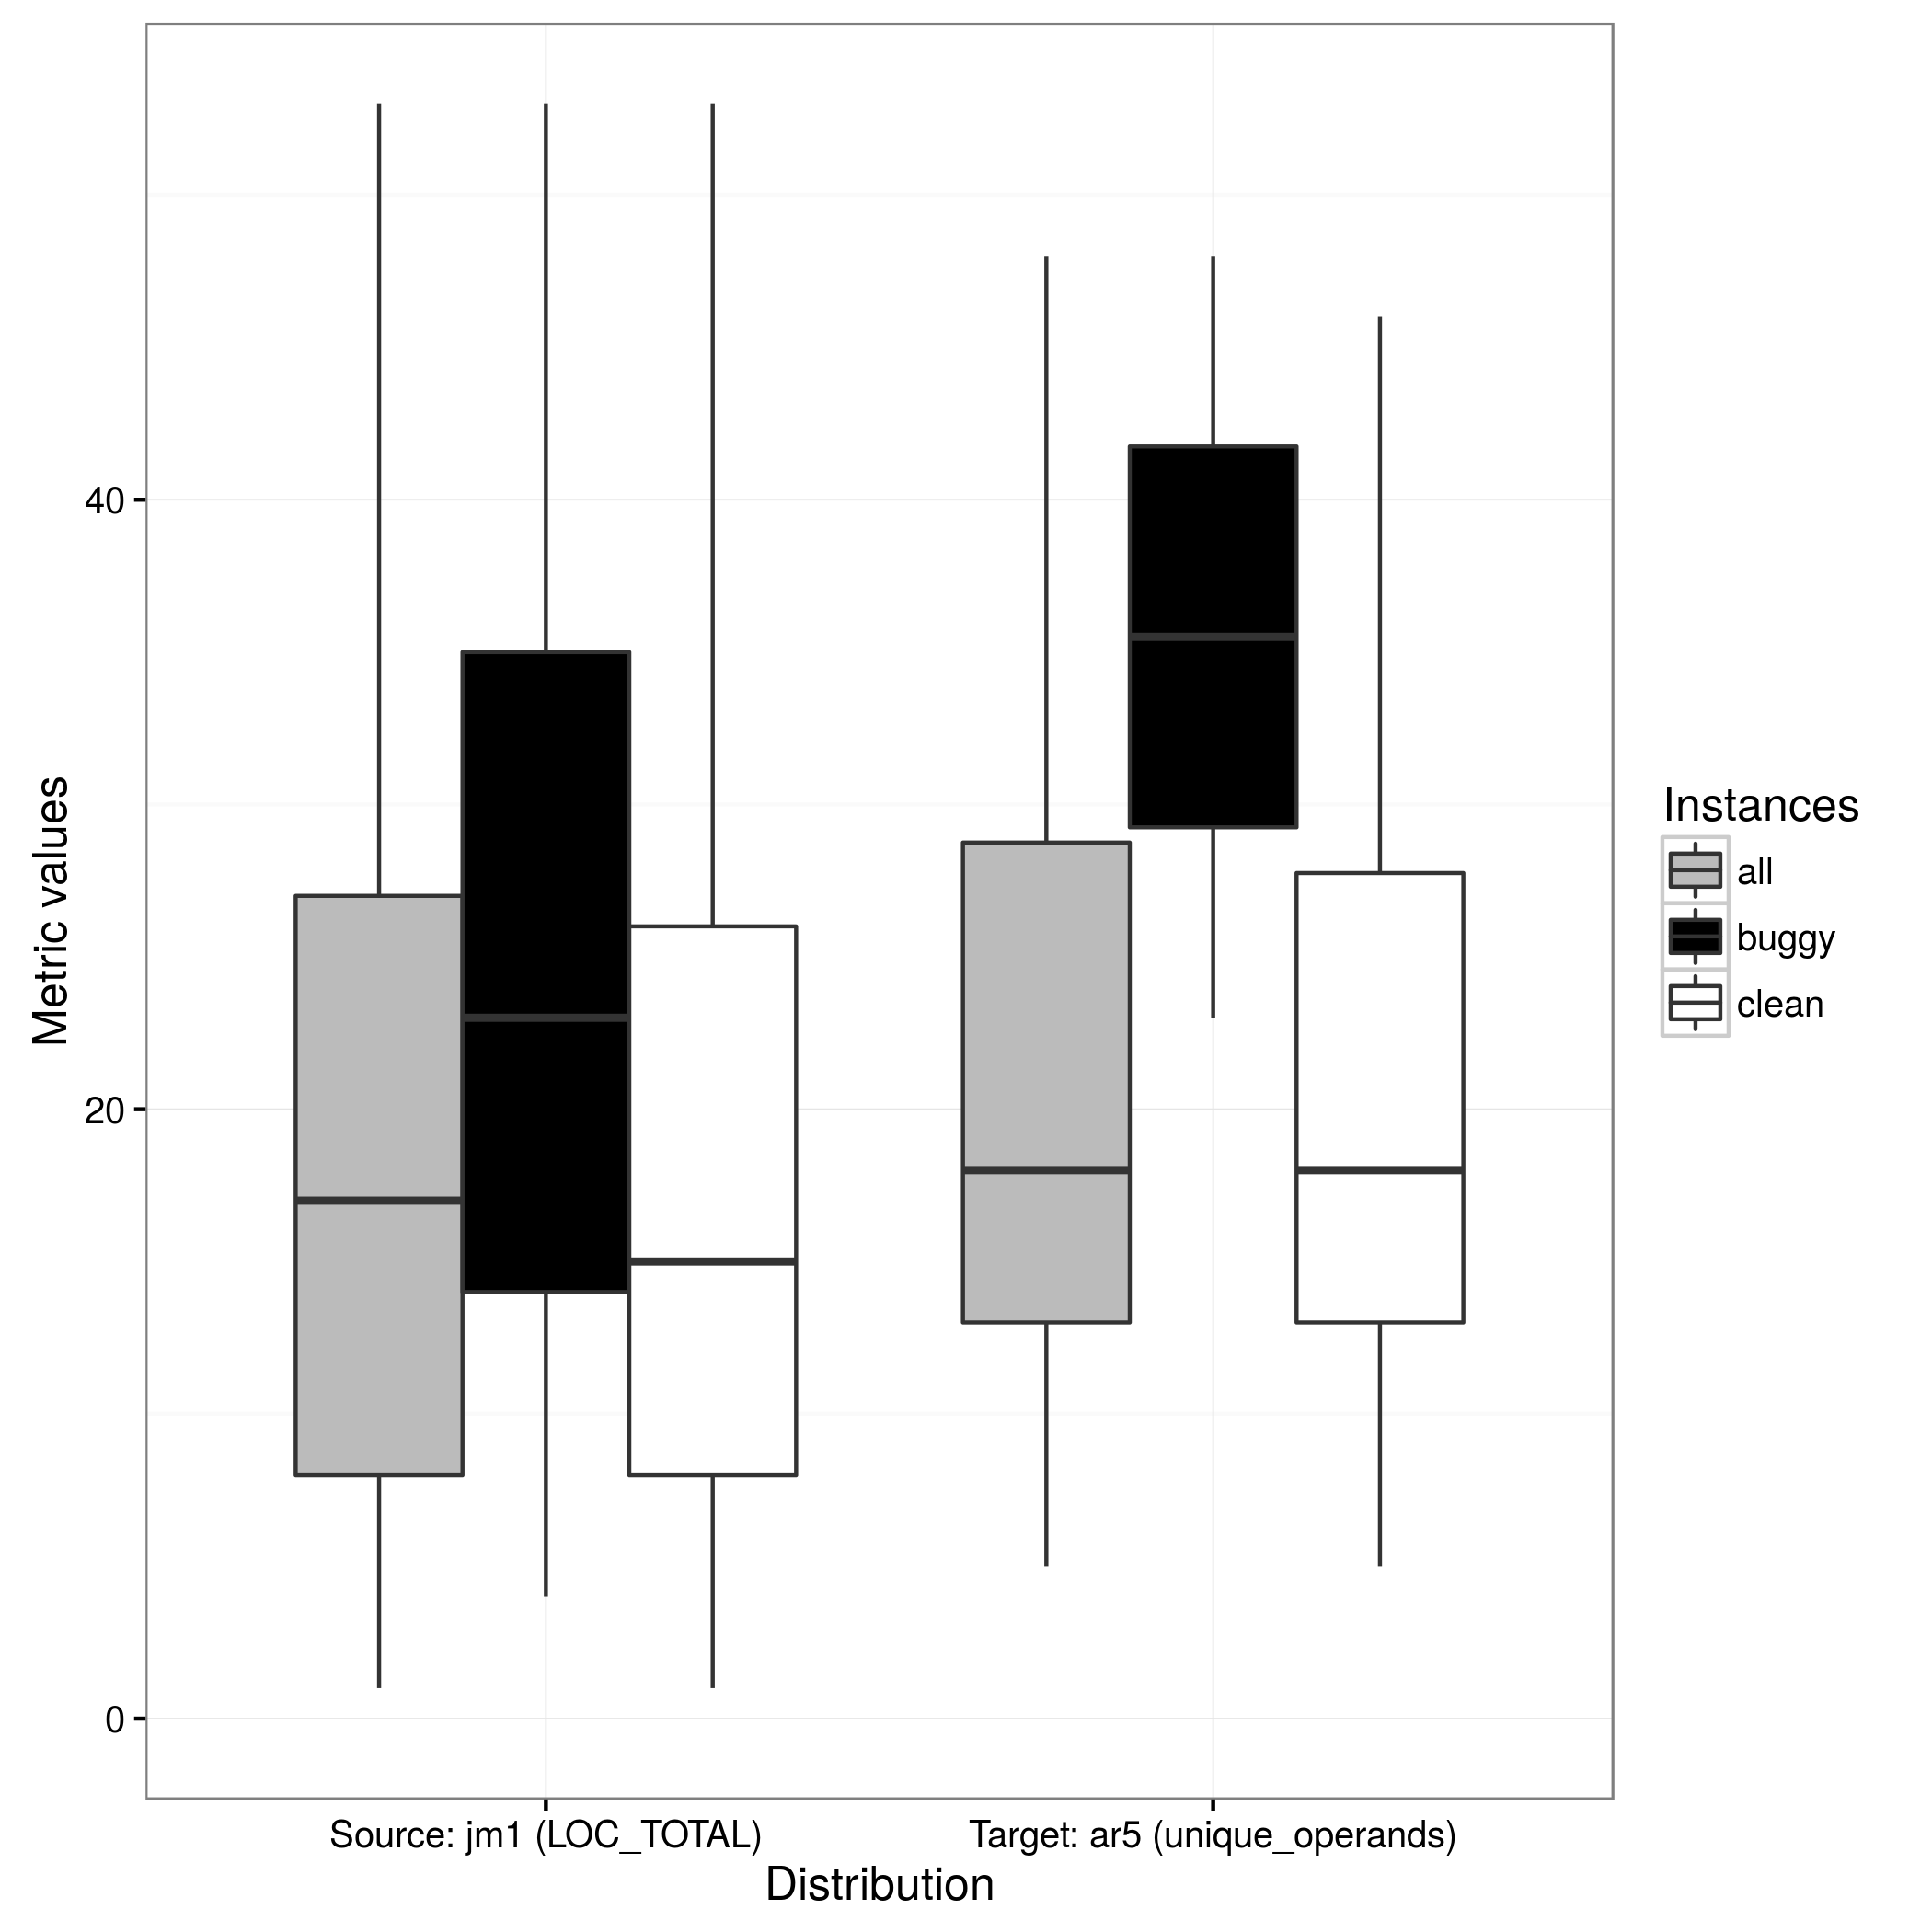 Metric values
40
20
0
Source: jm1 (LOC_TOTAL)
Target: ar5 (unique_operands)
Distribution
Instances
all
buggy
clean